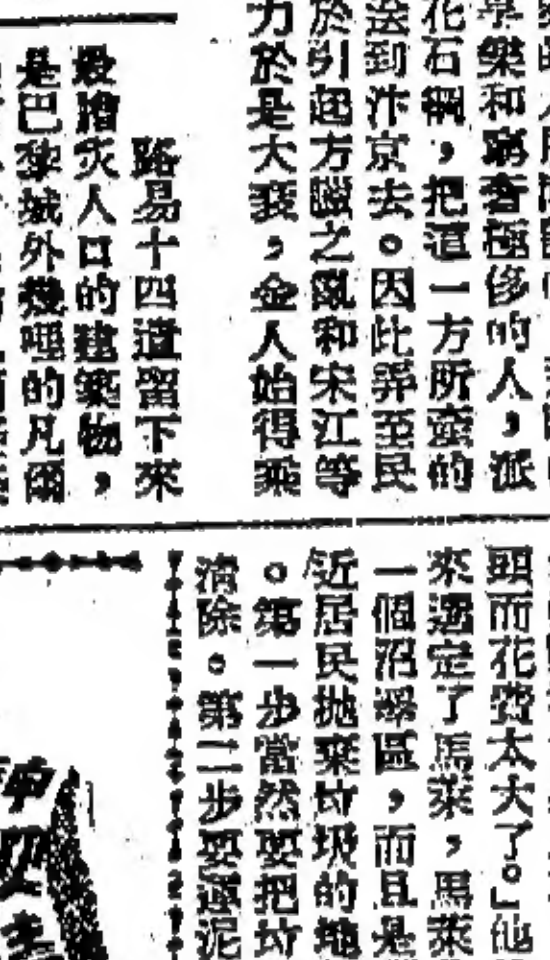 享樂和窮奢極侈的人,派
花石綱,把這一方所產的
送到汴京去。因此弄至民
於引起方臘之亂和宋江等
力於是大衰,金人始得乘
路易十四遺留下來
最膾炙人口的建築物,
是巴黎城外幾哩的凡爾
頭而花費太大了。」他
來選定了馬萊,馬萊
一個沼澤區,而且是
近居民拋棄垃圾的地
。第一步當然要把垃
清除。第二步要運泥